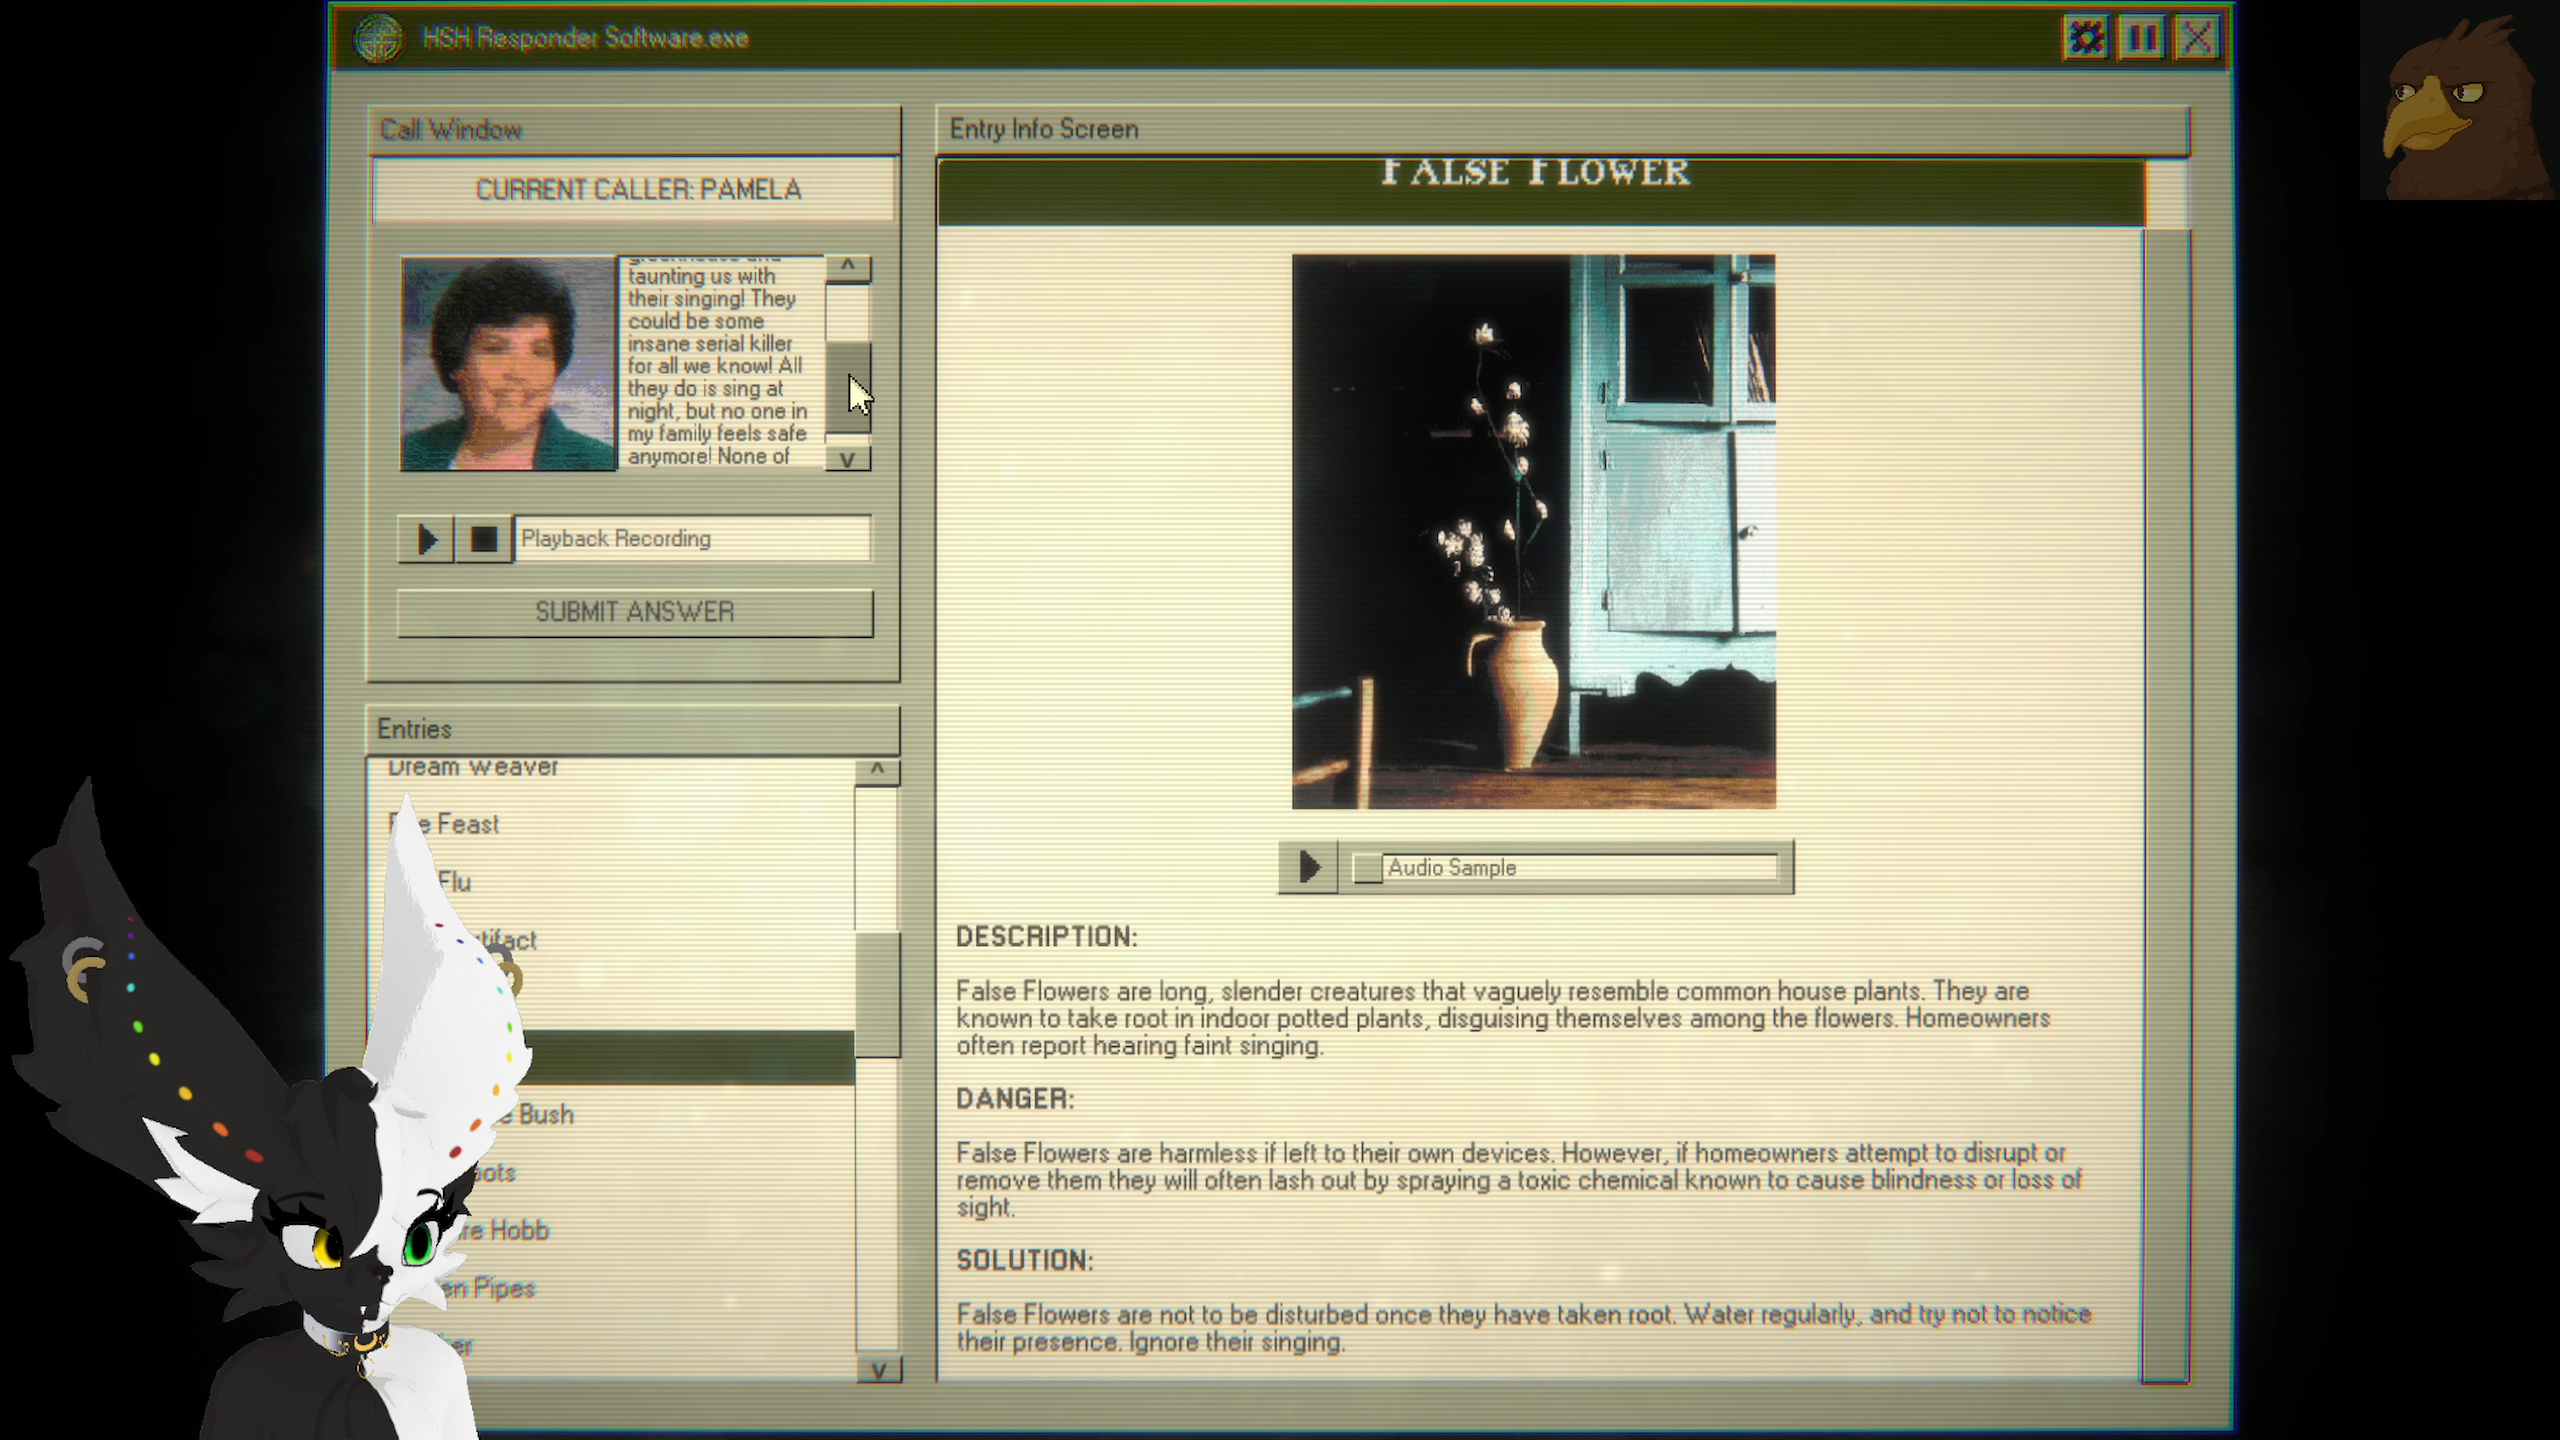 HSH Responder Software.exe
Call Window
CURRENT CALLER: PAMELA
taunting us with
their singing! They
could be some
insane serial killer
for all we know! All
they do is sing at
night, but no one in
my family feels safe
anymore! None of
Playback Recording
SUBMIT ANSWER
Entries
Dream Weaver
Feast
Flu
Bush
Hobb
Pipes
Entry Info Screen
FALSE FLOWER
Audio Sample
DESCRIPTION:
False Flowers are long, slender creatures that vaguely resemble common house plants. They are
known to take root in indoor potted plants, disguising themselves among the flowers. Homeowners
often report hearing faint singing.
DANGER:
False Flowers are harmless if left to their own devices. However, if homeowners attempt to disrupt or
remove them they will often lash out by spraying a toxic chemical known to cause blindness or loss of
sight.
SOLUTION:
False Flowers are not to be disturbed once they have taken root. Water regularly, and try not to notice
their presence. Ignore their singing.